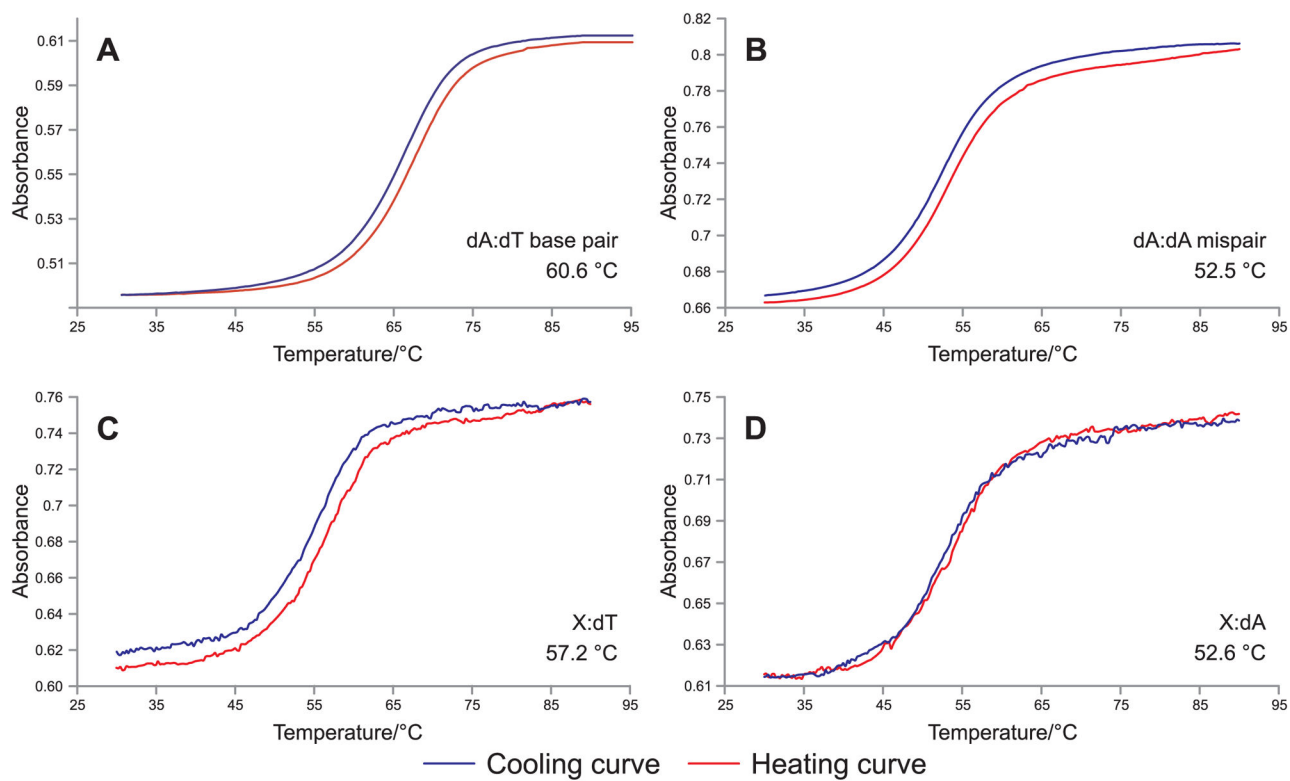 A
Absorbance
0.61
0.59
0.57
0.55
0.53
0.51
dA:dT base pair
60.6 °C
25 35 45 55 65 75 85 95
Temperature/°C
B
Absorbance
0.82
0.8
0.78
0.76
0.74
0.72
0.7
0.68
0.66
dA:dA mispair
52.5 °C
25 35 45 55 65 75 85 95
Temperature/°C
C
Absorbance
0.76
0.74
0.72
0.7
0.68
0.66
0.64
0.62
0.60
X:dT
57.2 °C
25 35 45 55 65 75 85 95
Temperature/°C
D
Absorbance
0.75
0.73
0.71
0.69
0.67
0.65
0.63
0.61
X:dA
52.6 °C
25 35 45 55 65 75 85 95
Temperature/°C
Cooling curve Heating curve